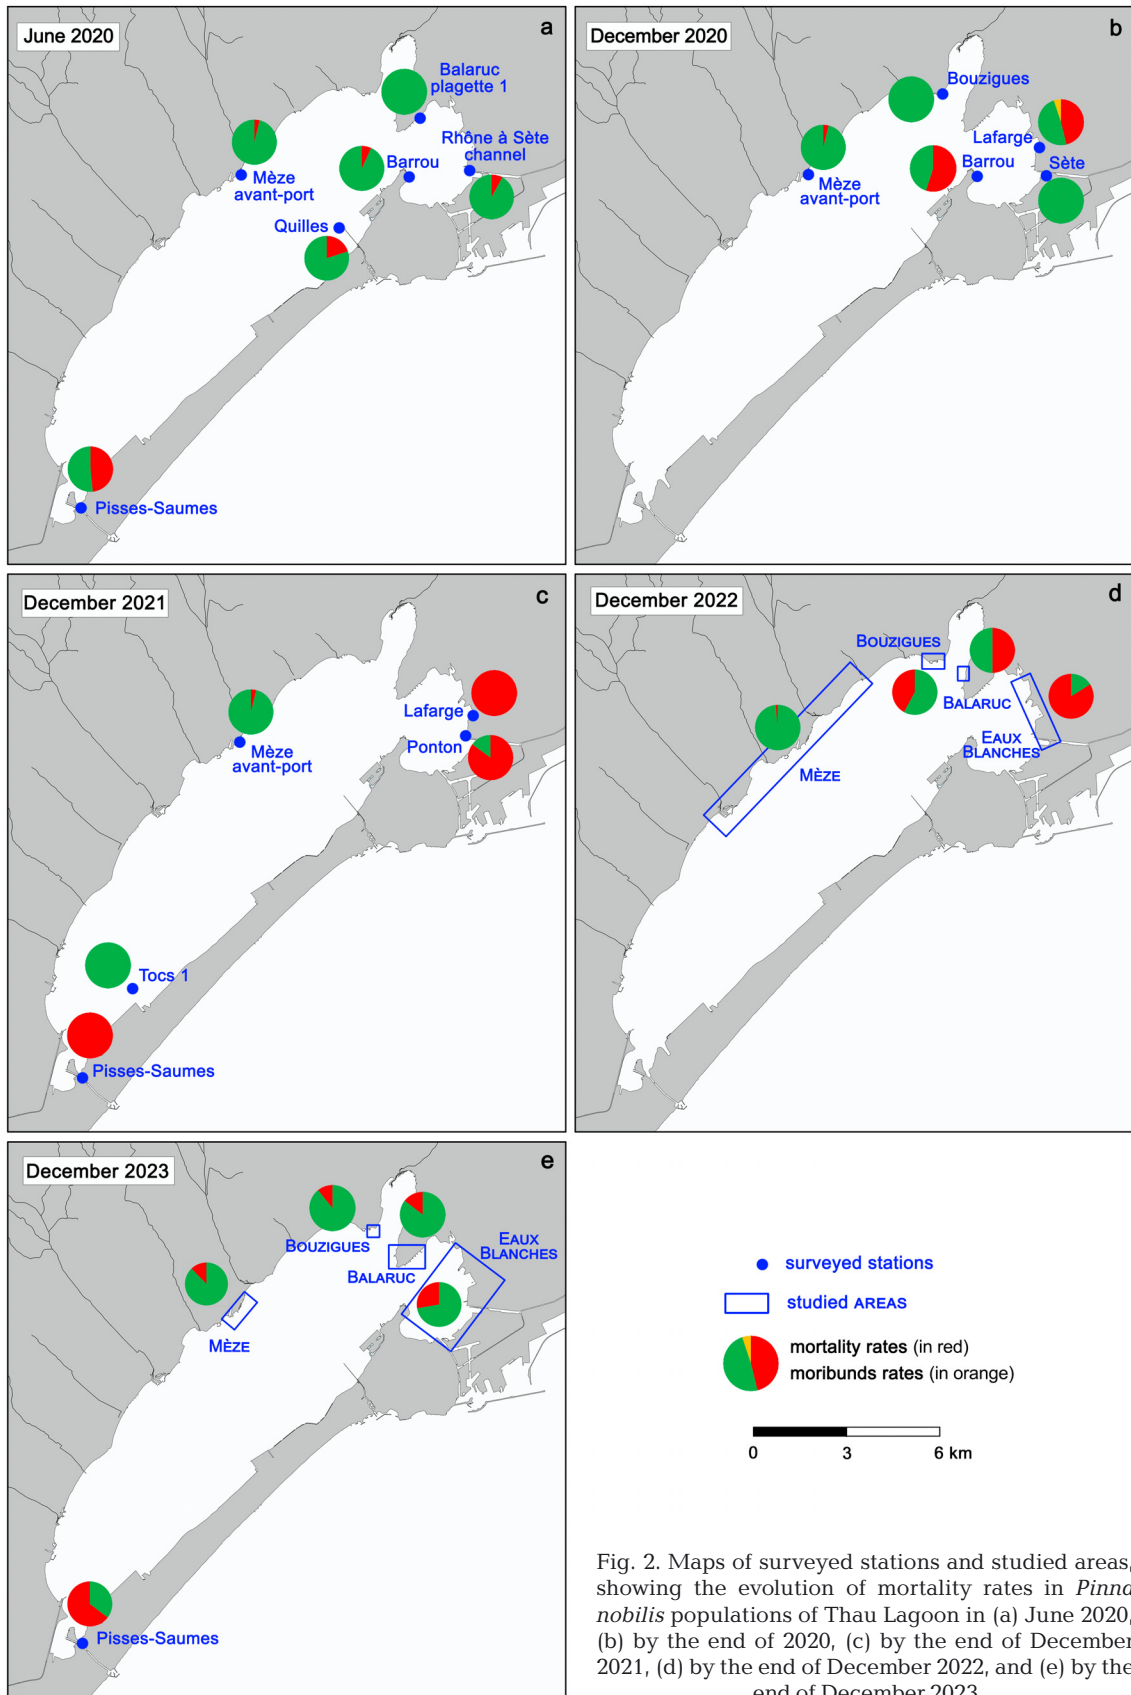 June 2020
a
Balaruc
plagette 1
Rhône à Sète
channel
Barrou
Mèze
avant-port
Quilles
Pisses-Saumes
December 2020
b
Bouzigues
Lafarge
Barrou
Sète
Mèze
avant-port
December 2021
c
Lafarge
Ponton
Mèze
avant-port
Tocs 1
Pisses-Saumes
December 2022
d
BOUZIGUES
BALARUC
EAUX
BLANCHES
MÈZE
December 2023
e
EAUX
BLANCHES
BOUZIGUES
BALARUC
MÈZE
Pisses-Saumes
surveyed stations
studied AREAS
mortality rates (in red)
moribunds rates (in orange)
0 3 6 km
Fig. 2. Maps of surveyed stations and studied areas,
showing the evolution of mortality rates in Pinna
nobilis populations of Thau Lagoon in (a) June 2020,
(b) by the end of 2020, (c) by the end of December
2021, (d) by the end of December 2022, and (e) by the
end of December 2023